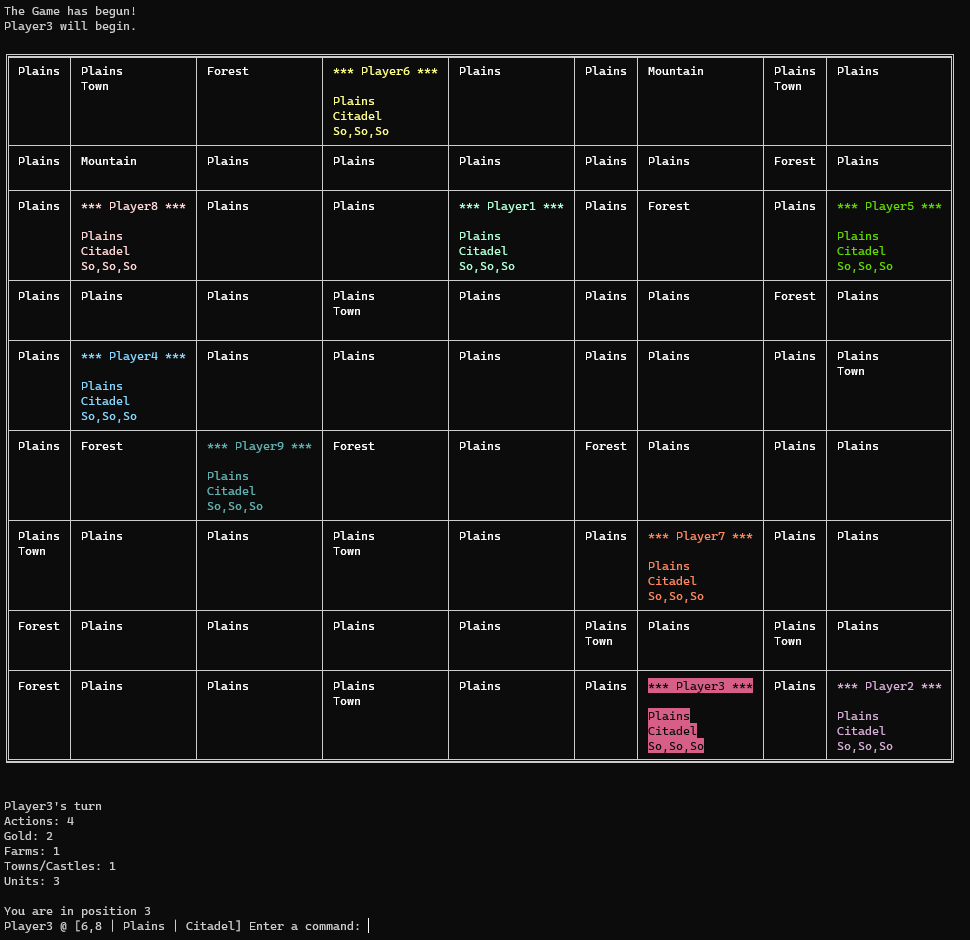 The Game has begun!
Player3 will begin.
Plains Plains Forest *** Player6 *** Plains Plains Mountain Plains Plains
Town Town
Plains
Citadel
So,So,So
Plains Mountain Plains Plains Plains Plains Plains Forest Plains
Plains *** Player8 *** Plains Plains *** Player1 *** Plains Forest Plains *** Player5 ***
Plains Plains Plains
Citadel Citadel Citadel
So,So,So So,So,So So,So,So
Plains Plains Plains Plains Plains Plains Plains Forest Plains
Town
Plains *** Player4 *** Plains Plains Plains Plains Plains Plains Plains
Town
Plains
Citadel
So,So,So
Plains Forest *** Player9 *** Forest Plains Forest Plains Plains Plains
Plains
Citadel
So,So,So
Plains Plains Plains Plains Plains Plains *** Player7 *** Plains Plains
Town Town
Plains
Citadel
So,So,So
Forest Plains Plains Plains Plains Plains Plains Plains Plains
Town Town
Forest Plains Plains Plains Plains Plains *** Player3 *** Plains *** Player2 ***
Town
Plains Plains
Citadel Citadel
So,So,So So,So,So
Player3's turn
Actions: 4
Gold: 2
Farms: 1
Towns/Castles: 1
Units: 3
You are in position 3
Player3 @ [6,8 | Plains | Citadel] Enter a command: